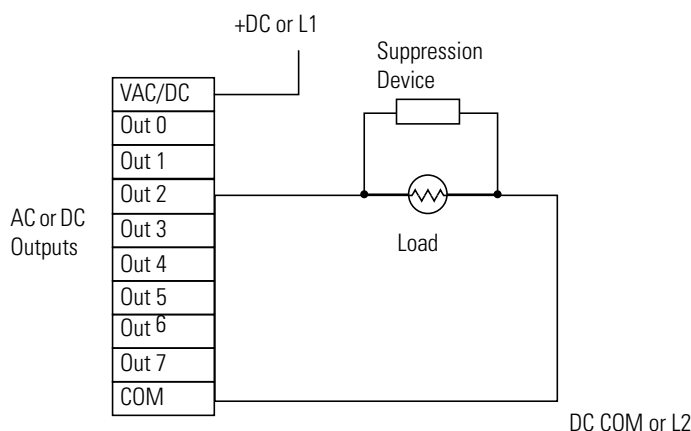 +DC or L1
Suppression
Device
VAC/DC
Out 0
Out 1
Out 2
Out 3
Out 4
Out 5
Out 6
Out 7
COM
AC or DC
Outputs
Load
DC COM or L2